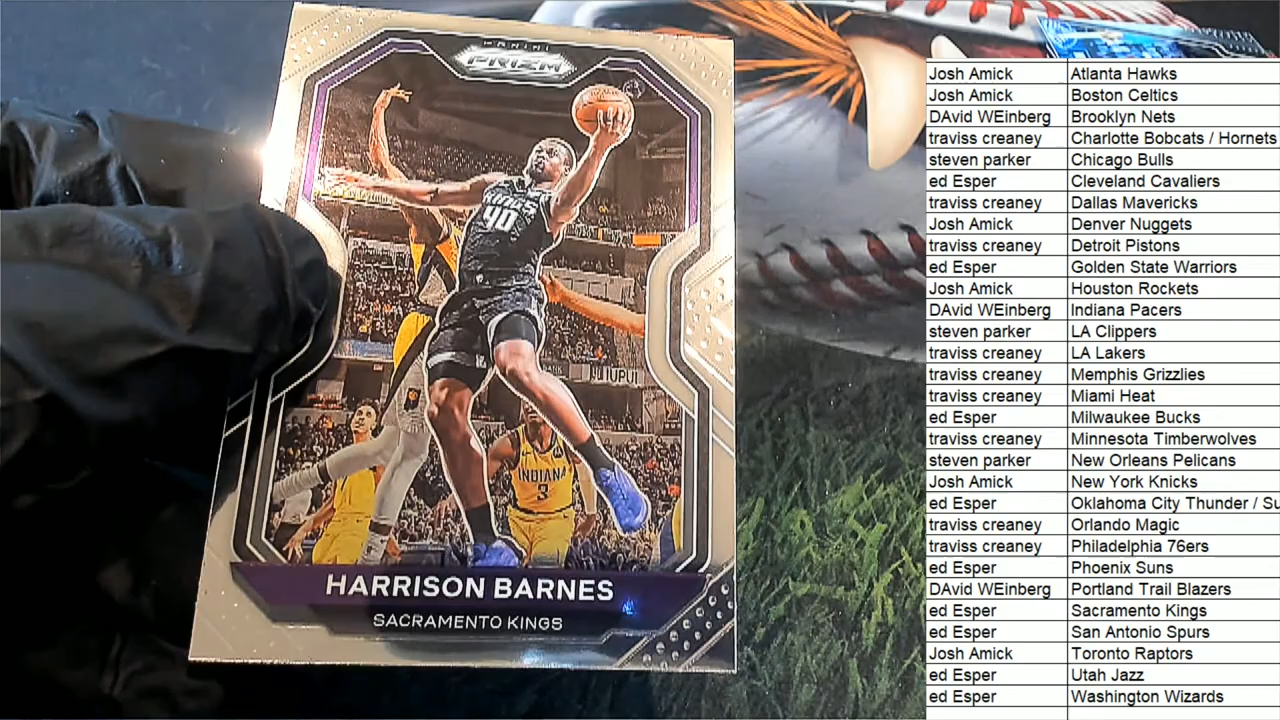 PANINI
PRIZM
KINGS
40
IUPUI
INDIANA
3
HARRISON BARNES
SACRAMENTO KINGS
Josh Amick Atlanta Hawks
Josh Amick Boston Celtics
DAvid WEinberg Brooklyn Nets
traviss creaney Charlotte Bobcats / Hornets
steven parker Chicago Bulls
ed Esper Cleveland Cavaliers
traviss creaney Dallas Mavericks
Josh Amick Denver Nuggets
traviss creaney Detroit Pistons
ed Esper Golden State Warriors
Josh Amick Houston Rockets
DAvid WEinberg Indiana Pacers
steven parker LA Clippers
traviss creaney LA Lakers
traviss creaney Memphis Grizzlies
traviss creaney Miami Heat
ed Esper Milwaukee Bucks
traviss creaney Minnesota Timberwolves
steven parker New Orleans Pelicans
Josh Amick New York Knicks
ed Esper Oklahoma City Thunder / Su
traviss creaney Orlando Magic
traviss creaney Philadelphia 76ers
ed Esper Phoenix Suns
DAvid WEinberg Portland Trail Blazers
ed Esper Sacramento Kings
ed Esper San Antonio Spurs
Josh Amick Toronto Raptors
ed Esper Utah Jazz
ed Esper Washington Wizards